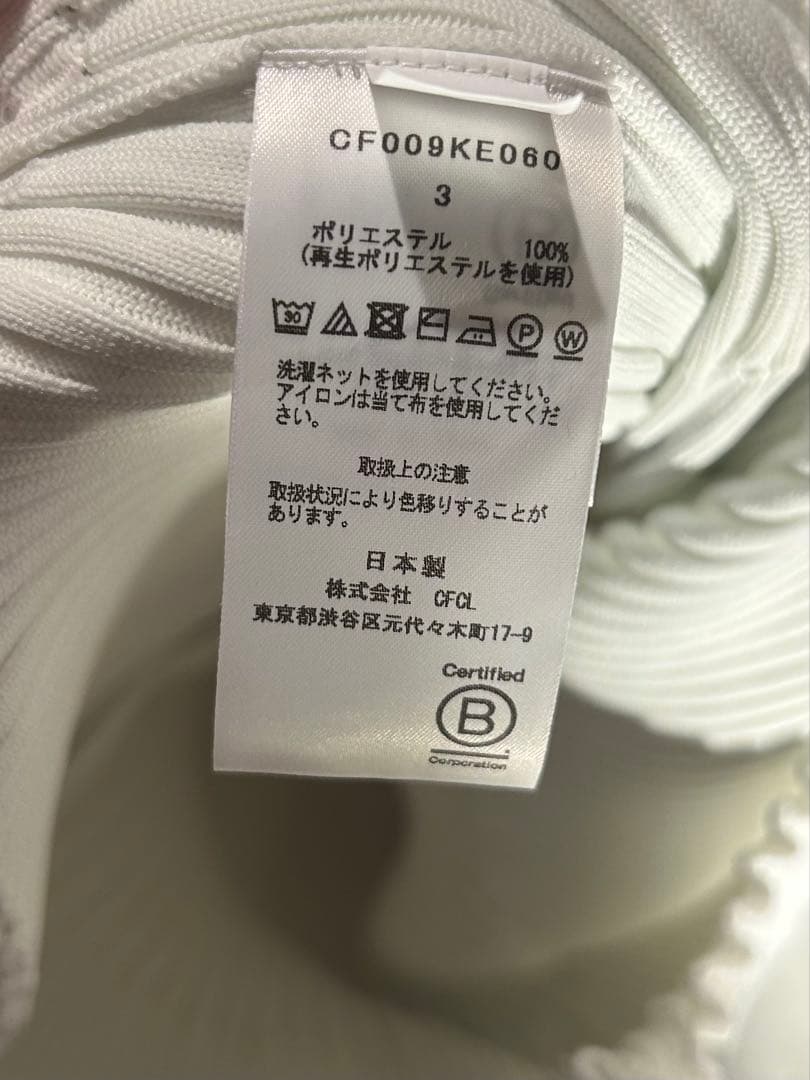 CF009KE060
3
ポリエステル 100%
(再生ポリエステルを使用)
30
P
W
洗濯ネットを使用してください。
アイロンは当て布を使用してくだ
さい。
取扱上の注意
取扱状況により色移りすることが
あります。
日本製
株式会社 CFCL
東京都渋谷区元代々木町17-9
Certified
B
Corporation